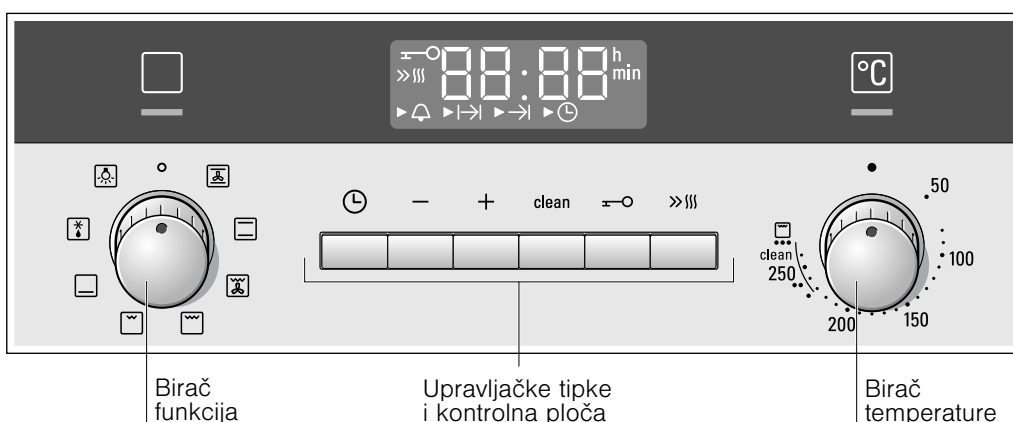 88:88 h
min
°C
50
− + clean
100
clean
250
200
150
Birač
funkcija
Upravljačke tipke
i kontrolna ploča
Birač
temperature